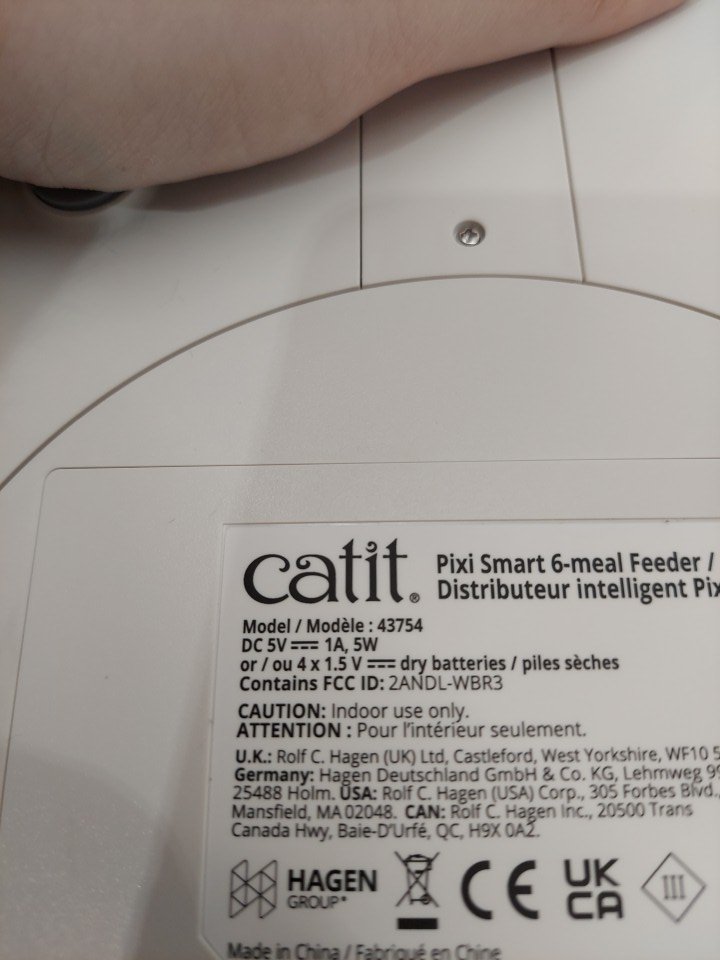 catit®
Pixi Smart 6-meal Feeder /
Distributeur intelligent
Model / Modèle : 43754
DC 5V ⎓ 1A, 5W
or / ou 4 x 1.5 V ⎓ dry batteries / piles sèches
Contains FCC ID: 2ANDL-WBR3
CAUTION: Indoor use only.
ATTENTION : Pour l'intérieur seulement.
U.K.: Rolf C. Hagen (UK) Ltd, Castleford, West Yorkshire, WF10
Germany: Hagen Deutschland GmbH & Co. KG, Lehmweg
25488 Holm. USA: Rolf C. Hagen (USA) Corp., 305 Forbes Blvd.,
Mansfield, MA 02048. CAN: Rolf C. Hagen Inc., 20500 Trans
Canada Hwy, Baie-D'Urfé, QC, H9X 0A2.
HAGEN
GROUP
CE
UK
CA
III
Made in China / Fabriqué en Chine